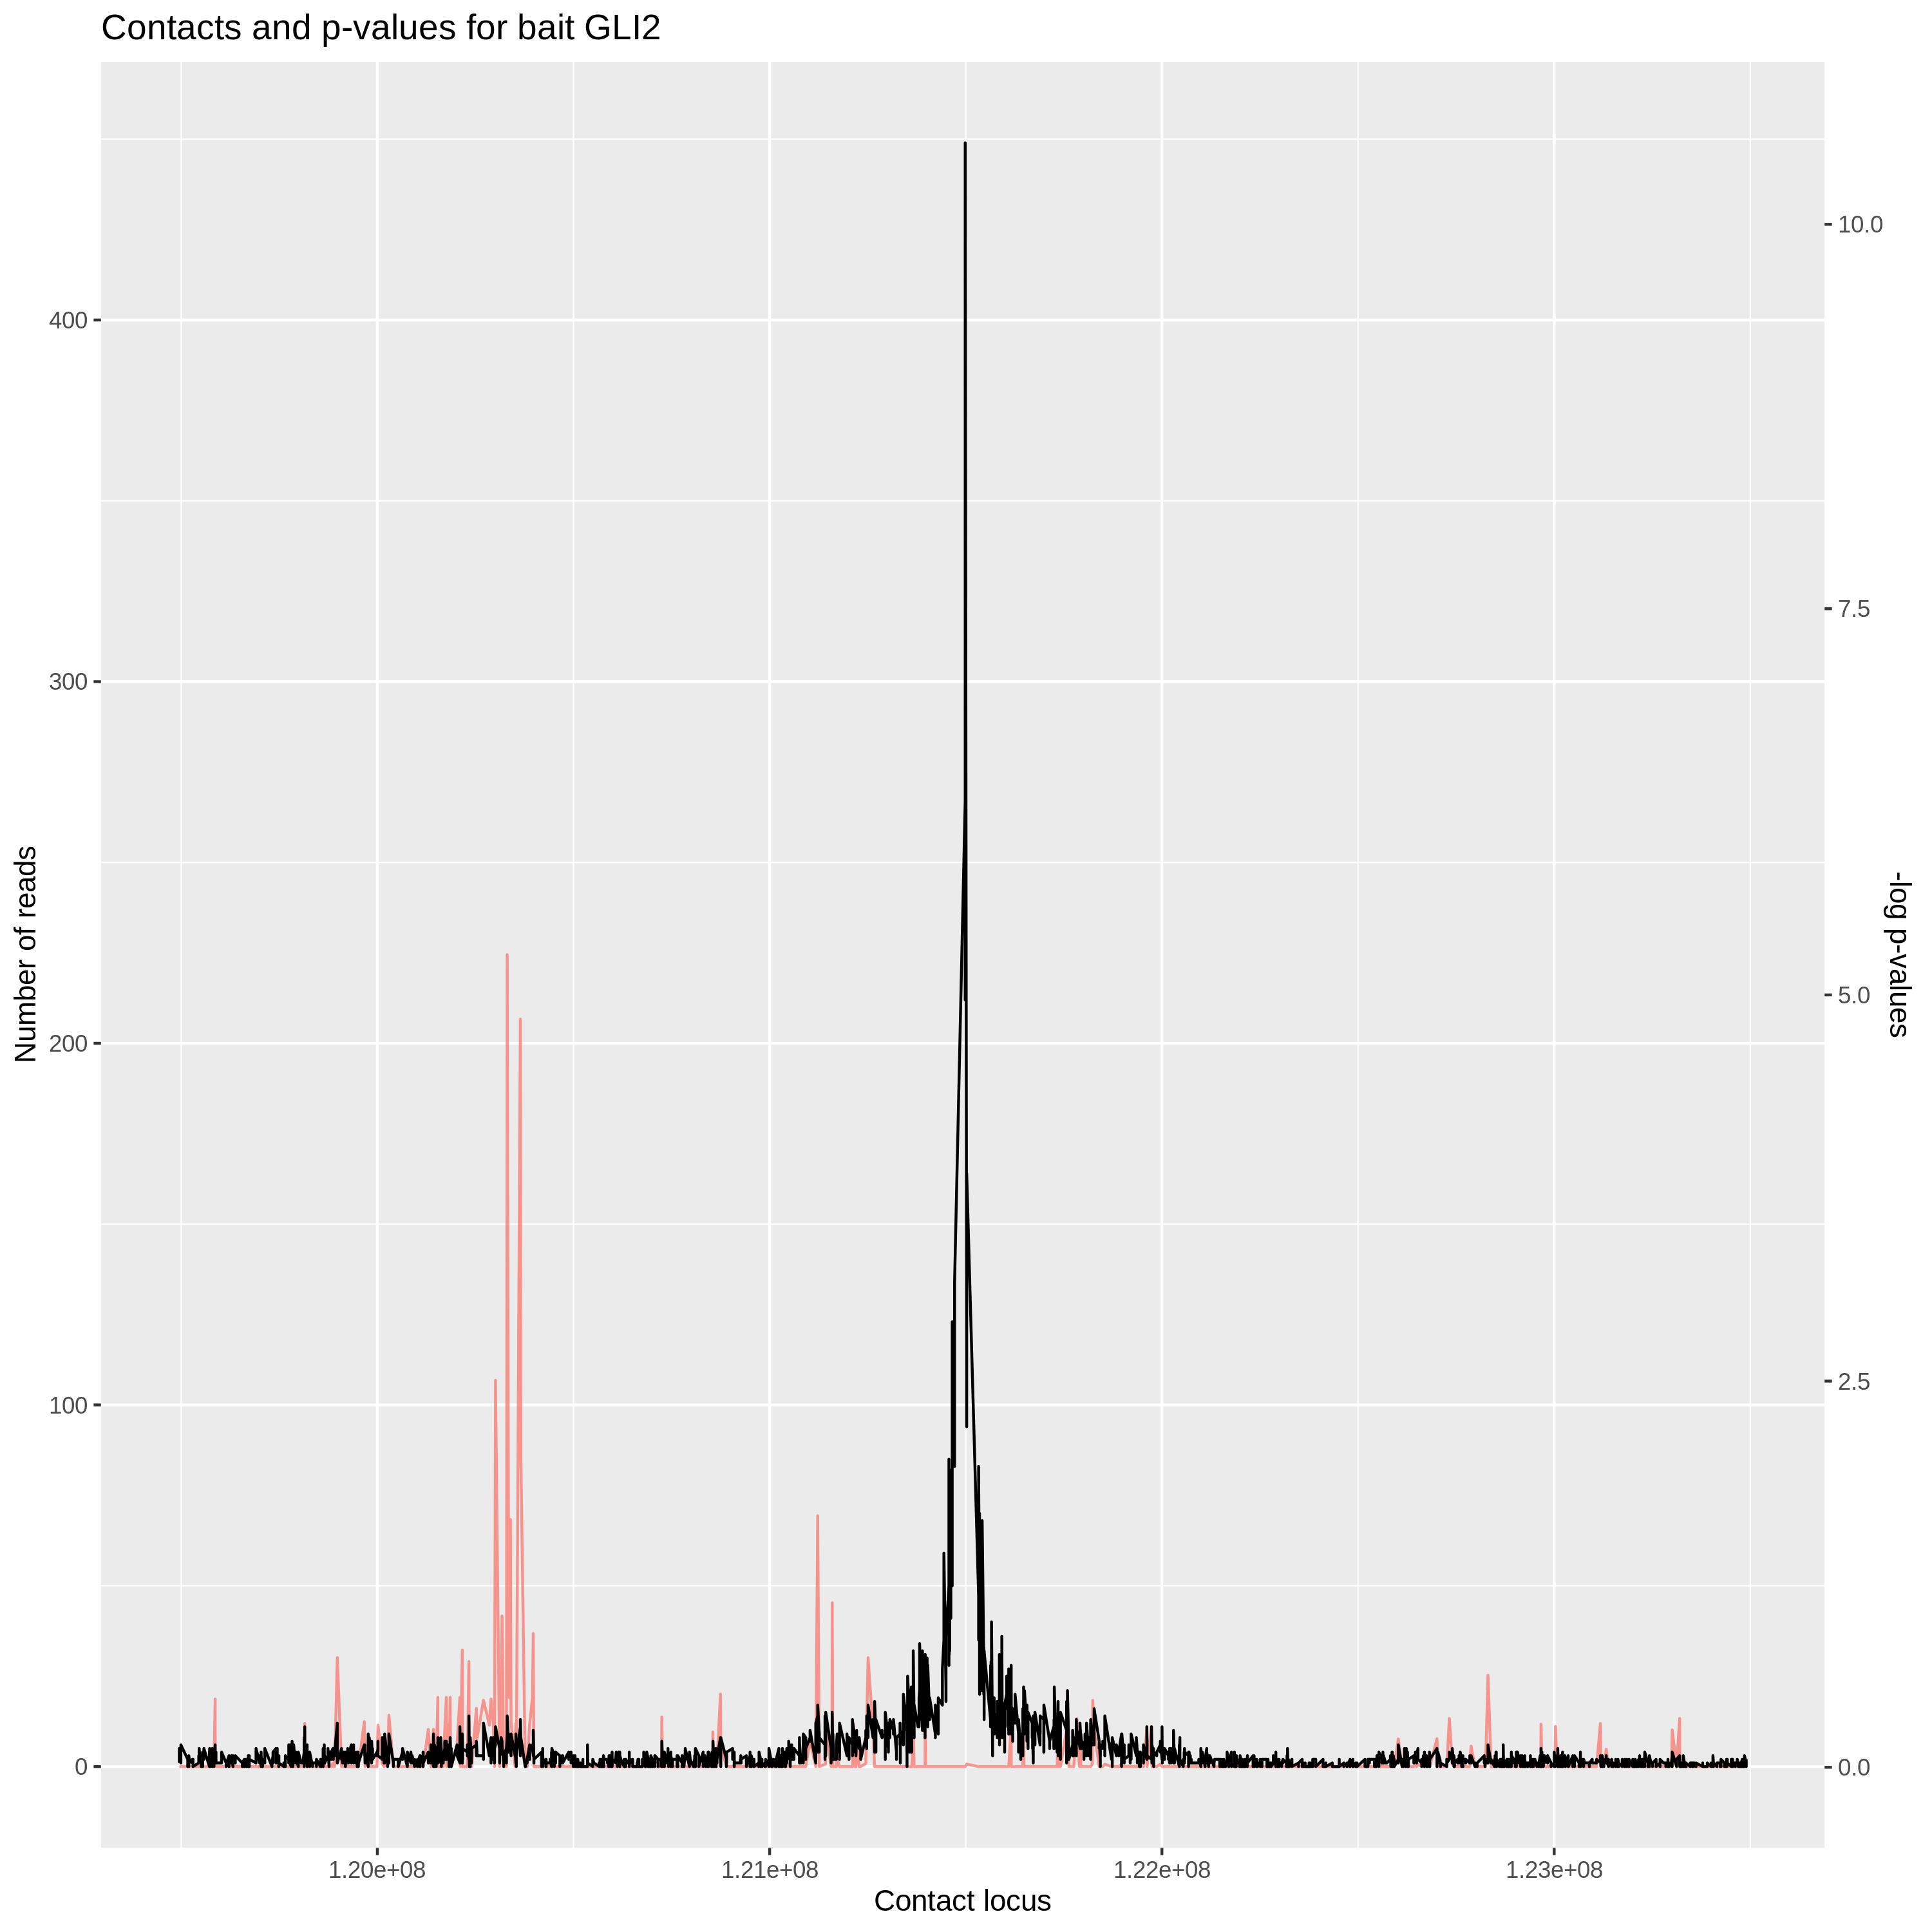 Contacts and p-values for bait GLI2
Number of reads
400
300
200
100
0
10.0
7.5
5.0
2.5
0.0
-log p-values
1.20e+08
1.21e+08
1.22e+08
1.23e+08
Contact locus